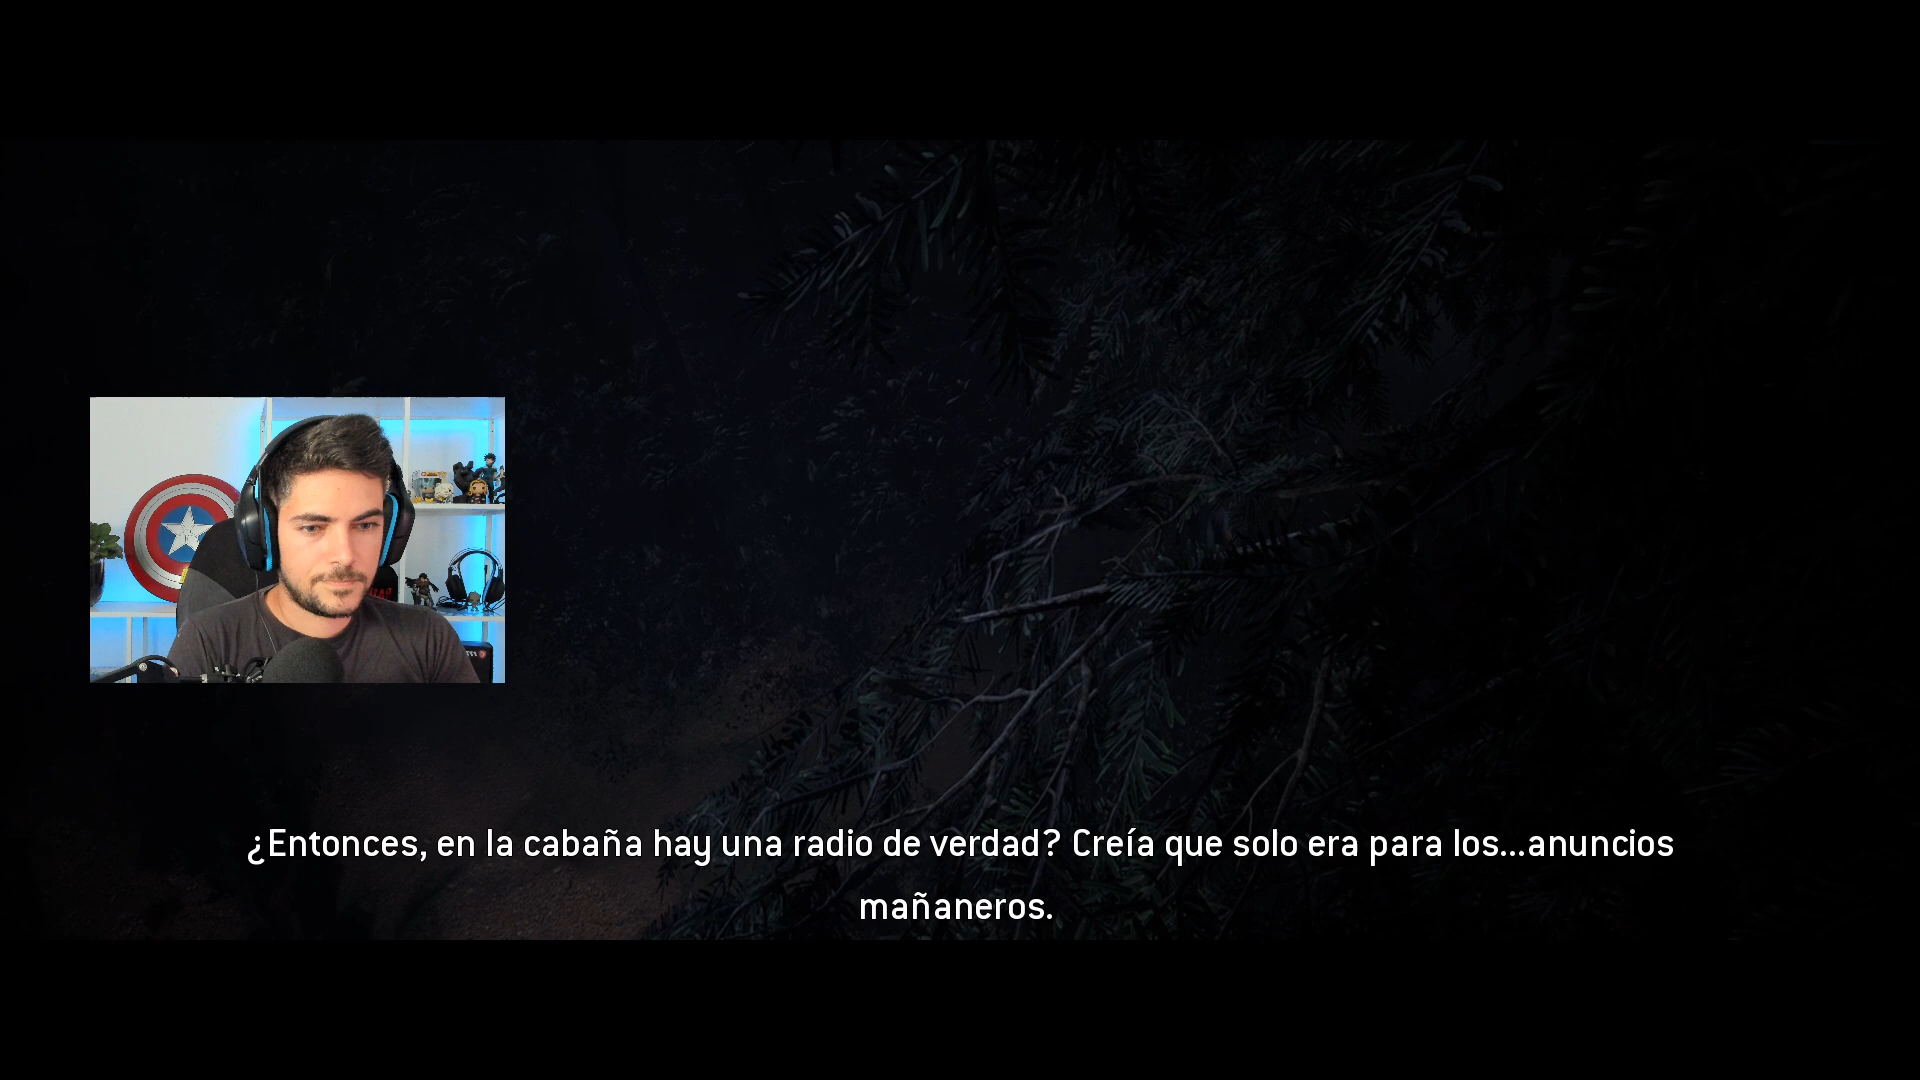 ¿Entonces, en la cabaña hay una radio de verdad? Creía que solo era para los...anuncios
mañaneros.